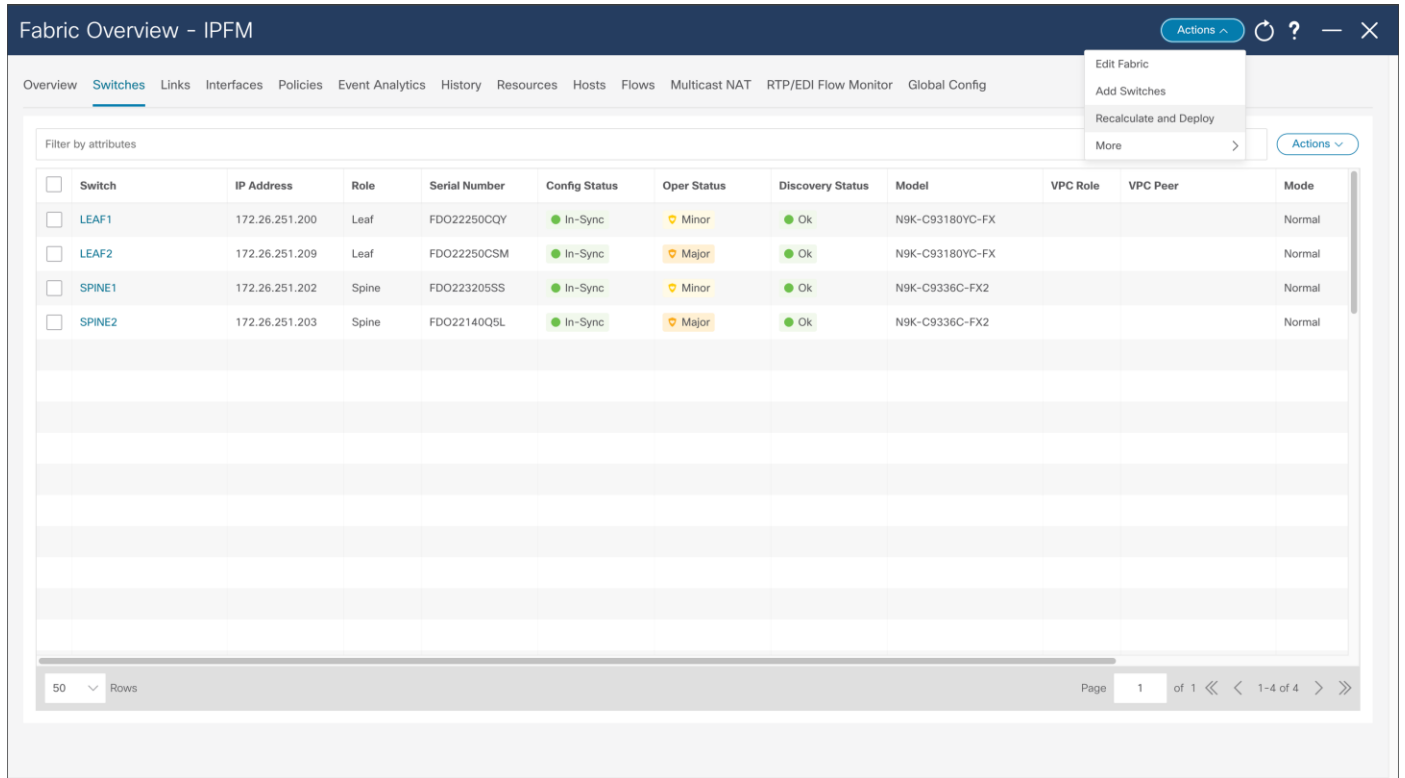 Fabric Overview - IPFM
Actions
?
Edit Fabric
Add Switches
Recalculate and Deploy
More
Overview Switches Links Interfaces Policies Event Analytics History Resources Hosts Flows Multicast NAT RTP/EDI Flow Monitor Global Config
Filter by attributes
Actions
Switch IP Address Role Serial Number Config Status Oper Status Discovery Status Model VPC Role VPC Peer Mode
LEAF1 172.26.251.200 Leaf FDO22250CQY In-Sync Minor Ok N9K-C93180YC-FX Normal
LEAF2 172.26.251.209 Leaf FDO22250CSM In-Sync Major Ok N9K-C93180YC-FX Normal
SPINE1 172.26.251.202 Spine FDO223205SS In-Sync Minor Ok N9K-C9336C-FX2 Normal
SPINE2 172.26.251.203 Spine FDO22140Q5L In-Sync Major Ok N9K-C9336C-FX2 Normal
50 Rows Page 1 of 1 1-4 of 4